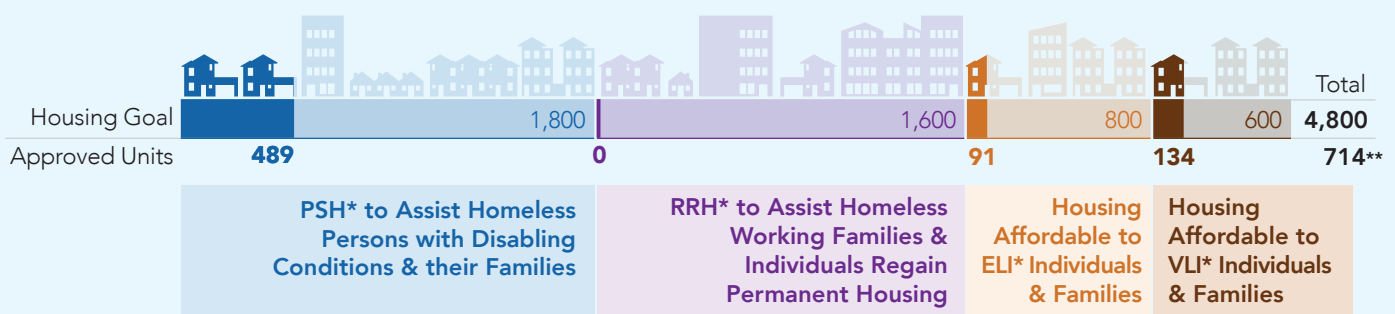 Total
Housing Goal 1,800 1,600 800 600 4,800
Approved Units 489 0 91 134 714**
PSH* to Assist Homeless
Persons with Disabling
Conditions & their Families
RRH* to Assist Homeless
Working Families &
Individuals Regain
Permanent Housing
Housing
Affordable to
ELI* Individuals
& Families
Housing
Affordable to
VLI* Individuals
& Families